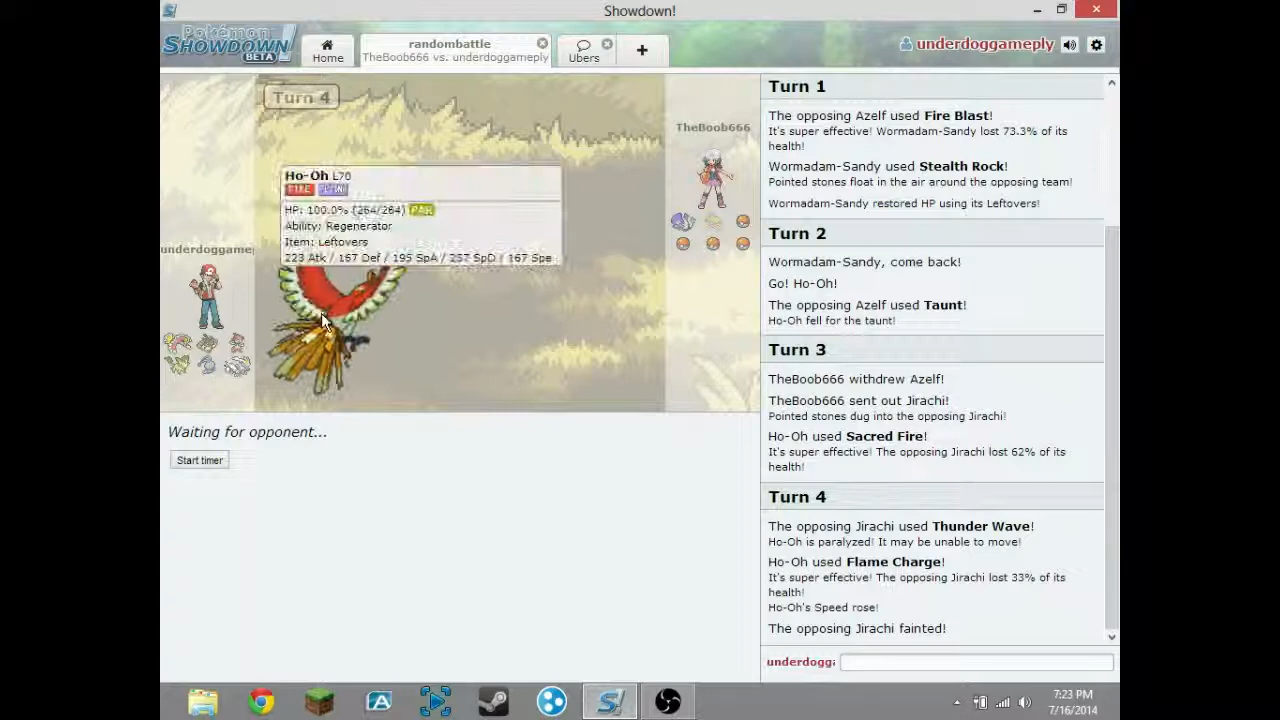 Showdown!
Pokémon
SHOWDOWN
BETA
Home
randombattle
TheBoob666 vs. underdoggameply
Ubers
underdoggameply
Turn 4
TheBoob666
underdoggame
Ho-Oh L70
FIRE
HP: 100.0% (264/264) PAR
Ability: Regenerator
Item: Leftovers
223 Atk / 167 Def / 195 SpA / 257 SpD / 167 Spe
Waiting for opponent...
Start timer
Turn 1
The opposing Azelf used Fire Blast!
It's super effective! Wormadam-Sandy lost 73.3% of its
health!
Wormadam-Sandy used Stealth Rock!
Pointed stones float in the air around the opposing team!
Wormadam-Sandy restored HP using its Leftovers!
Turn 2
Wormadam-Sandy, come back!
Go! Ho-Oh!
The opposing Azelf used Taunt!
Ho-Oh fell for the taunt!
Turn 3
TheBoob666 withdrew Azelf!
TheBoob666 sent out Jirachi!
Pointed stones dug into the opposing Jirachi!
Ho-Oh used Sacred Fire!
It's super effective! The opposing Jirachi lost 62% of its
health!
Turn 4
The opposing Jirachi used Thunder Wave!
Ho-Oh is paralyzed! It may be unable to move!
Ho-Oh used Flame Charge!
It's super effective! The opposing Jirachi lost 33% of its
health!
Ho-Oh's Speed rose!
The opposing Jirachi fainted!
underdogg:
7:23 PM
7/16/2014